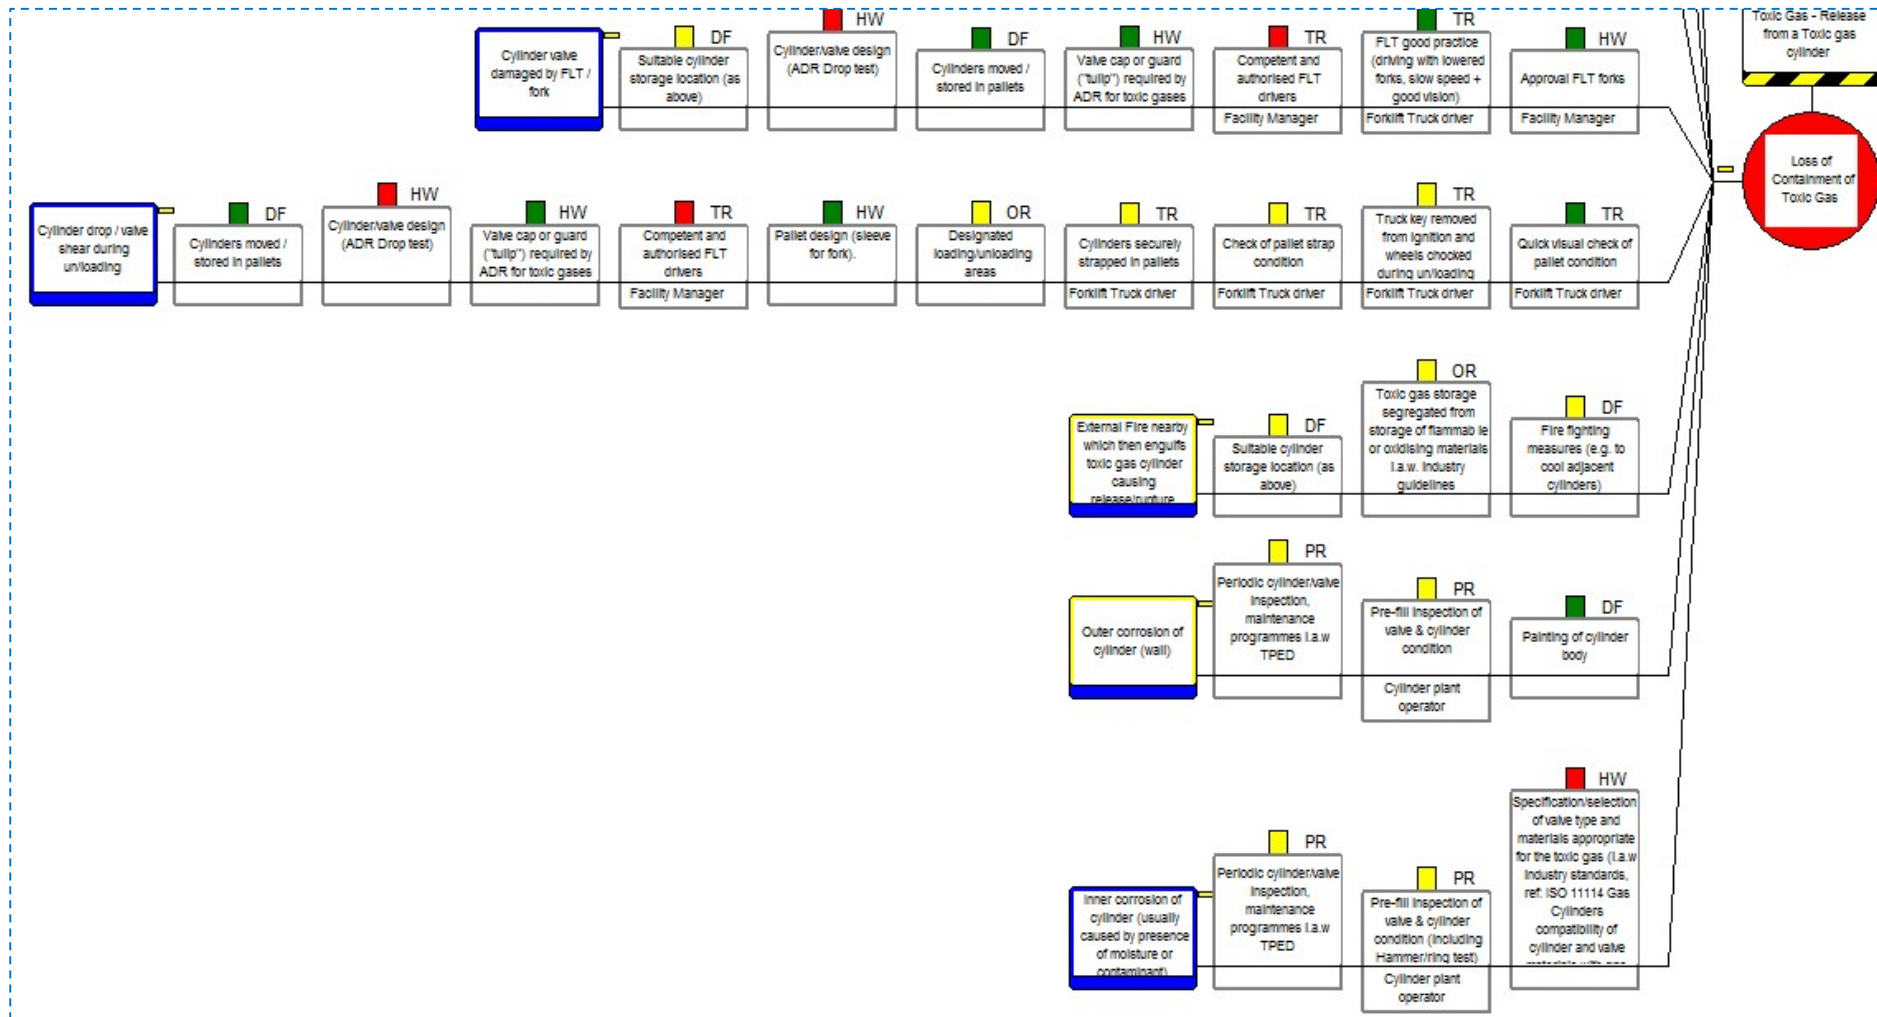 HW
TR
Toxic Gas - Release
from a Toxic gas
cylinder
DF
DF
HW
TR
HW
Cylinder valve
damaged by FLT /
fork
Suitable cylinder
storage location (as
above)
Cylinder/valve design
(ADR Drop test)
Cylinders moved /
stored in pallets
Valve cap or guard
("tulip") required by
ADR for toxic gases
Competent and
authorised FLT
drivers
Facility Manager
FLT good practice
(driving with lowered
forks, slow speed +
good vision)
Forklift Truck driver
Approval FLT forks
Facility Manager
Loss of
Containment of
Toxic Gas
DF
HW
HW
TR
HW
OR
TR
TR
TR
TR
Cylinder drop / valve
shear during
un/loading
Cylinders moved /
stored in pallets
Cylinder/valve design
(ADR Drop test)
Valve cap or guard
("tulip") required by
ADR for toxic gases
Competent and
authorised FLT
drivers
Facility Manager
Pallet design (sleeve
for fork).
Designated
loading/unloading
areas
Cylinders securely
strapped in pallets
Forklift Truck driver
Check of pallet strap
condition
Forklift Truck driver
Truck key removed
from ignition and
wheels chocked
during un/loading
Forklift Truck driver
Quick visual check of
pallet condition
Forklift Truck driver
DF
OR
DF
External Fire nearby
which then engulfs
toxic gas cylinder
causing
release/rupture
Suitable cylinder
storage location (as
above)
Toxic gas storage
segregated from
storage of flammab le
or oxidising materials
i.a.w. industry
guidelines
Fire fighting
measures (e.g. to
cool adjacent
cylinders)
PR
PR
DF
Outer corrosion of
cylinder (wall)
Periodic cylinder/valve
inspection,
maintenance
programmes i.a.w
TPED
Pre-fill inspection of
valve & cylinder
condition
Cylinder plant
operator
Painting of cylinder
body
PR
PR
HW
Inner corrosion of
cylinder (usually
caused by presence
of moisture or
contaminant)
Periodic cylinder/valve
inspection,
maintenance
programmes i.a.w
TPED
Pre-fill inspection of
valve & cylinder
condition (including
Hammer/ring test)
Cylinder plant
operator
Specification/selection
of valve type and
materials appropriate
for the toxic gas (i.a.w
industry standards,
ref: ISO 11114 Gas
Cylinders
compatibility of
cylinder and valve